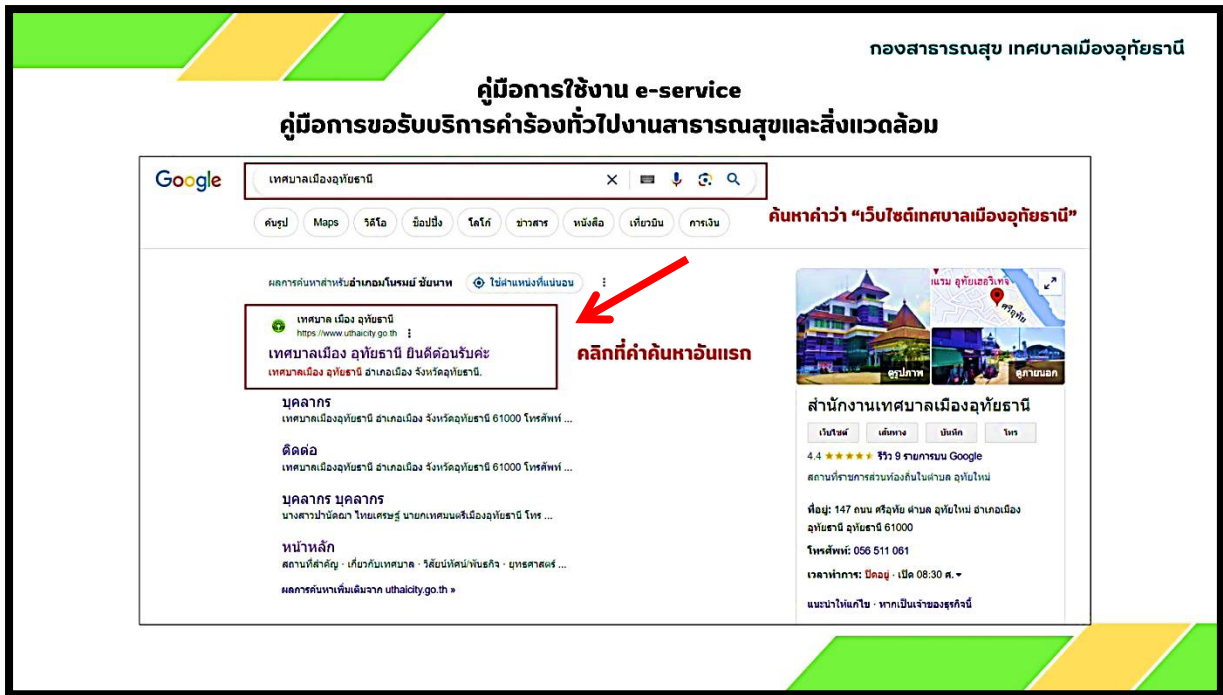 กองสาธารณสุข เทศบาลเมืองอุทัยธานี
คู่มือการใช้งาน e-service
คู่มือการขอรับบริการคำร้องทั่วไปงานสาธารณสุขและสิ่งแวดล้อม
Google
เทศบาลเมืองอุทัยธานี
ค้นรูป Maps วิดีโอ ช็อปปิ้ง โลโก้ ข่าวสาร หนังสือ เที่ยวบิน การเงิน
ค้นหาคำว่า “เว็บไซต์เทศบาลเมืองอุทัยธานี”
ผลการค้นหาสำหรับอำเภอมโนรมย์ ชัยนาท
ใช้ตำแหน่งที่แน่นอน
เทศบาล เมือง อุทัยธานี
https://www.uthaicity.go.th
เทศบาลเมือง อุทัยธานี ยินดีต้อนรับค่ะ
เทศบาลเมือง อุทัยธานี อำเภอเมือง จังหวัดอุทัยธานี.
คลิกที่คำค้นหาอันแรก
บุคลากร
เทศบาลเมืองอุทัยธานี อำเภอเมือง จังหวัดอุทัยธานี 61000 โทรศัพท์ ...
ติดต่อ
เทศบาลเมืองอุทัยธานี อำเภอเมือง จังหวัดอุทัยธานี 61000 โทรศัพท์ ...
บุคลากร บุคลากร
นางสาวปานัดฌา ไทยเศรษฐ์ นายกเทศมนตรีเมืองอุทัยธานี โทร ...
หน้าหลัก
สถานที่สำคัญ · เกี่ยวกับเทศบาล · วิสัยน์ทัศน์/พันธกิจ · ยุทธศาสตร์ ...
ผลการค้นหาเพิ่มเติมจาก uthaicity.go.th »
แรม อุทัยเฮอริเทจ
ศรีอุทัย
ดูรูปภาพ
ดูภายนอก
สำนักงานเทศบาลเมืองอุทัยธานี
เว็บไซต์ เส้นทาง บันทึก โทร
4.4 ★★★★★ รีวิว 9 รายการบน Google
สถานที่ราชการส่วนท้องถิ่นในตำบล อุทัยใหม่
ที่อยู่: 147 ถนน ศรีอุทัย ตำบล อุทัยใหม่ อำเภอเมือง
อุทัยธานี อุทัยธานี 61000
โทรศัพท์: 056 511 061
เวลาทำการ: ปิดอยู่ · เปิด 08:30 ศ.
แนะนำให้แก้ไข · หากเป็นเจ้าของธุรกิจนี้